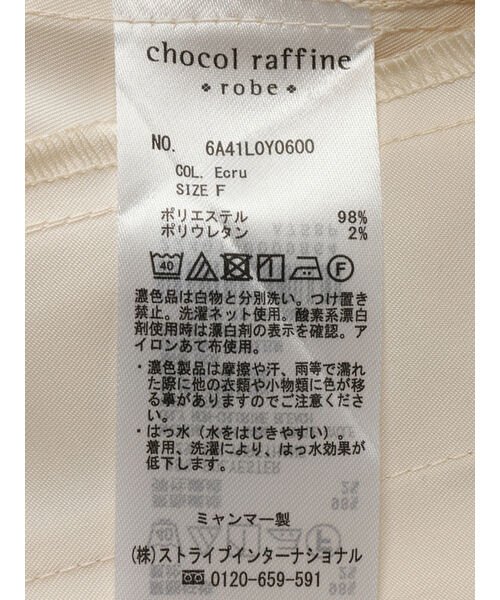 chocol raffine
robe
NO. 6A41L0Y0600
COL. Ecru
SIZE F
ポリエステル 98%
ポリウレタン 2%
40 F
濃色品は白物と分別洗い。つけ置き
禁止。洗濯ネット使用。酸素系漂白
剤使用時は漂白剤の表示を確認。ア
イロンあて布使用。
・濃色製品は摩擦や汗、雨等で濡れ
た際に他の衣類や小物類に色が移
る事がありますのでご注意くださ
い。
・はっ水（水をはじきやすい）。
着用、洗濯により、はっ水効果が
低下します。
ミャンマー製
(株)ストライプインターナショナル
0120-659-591